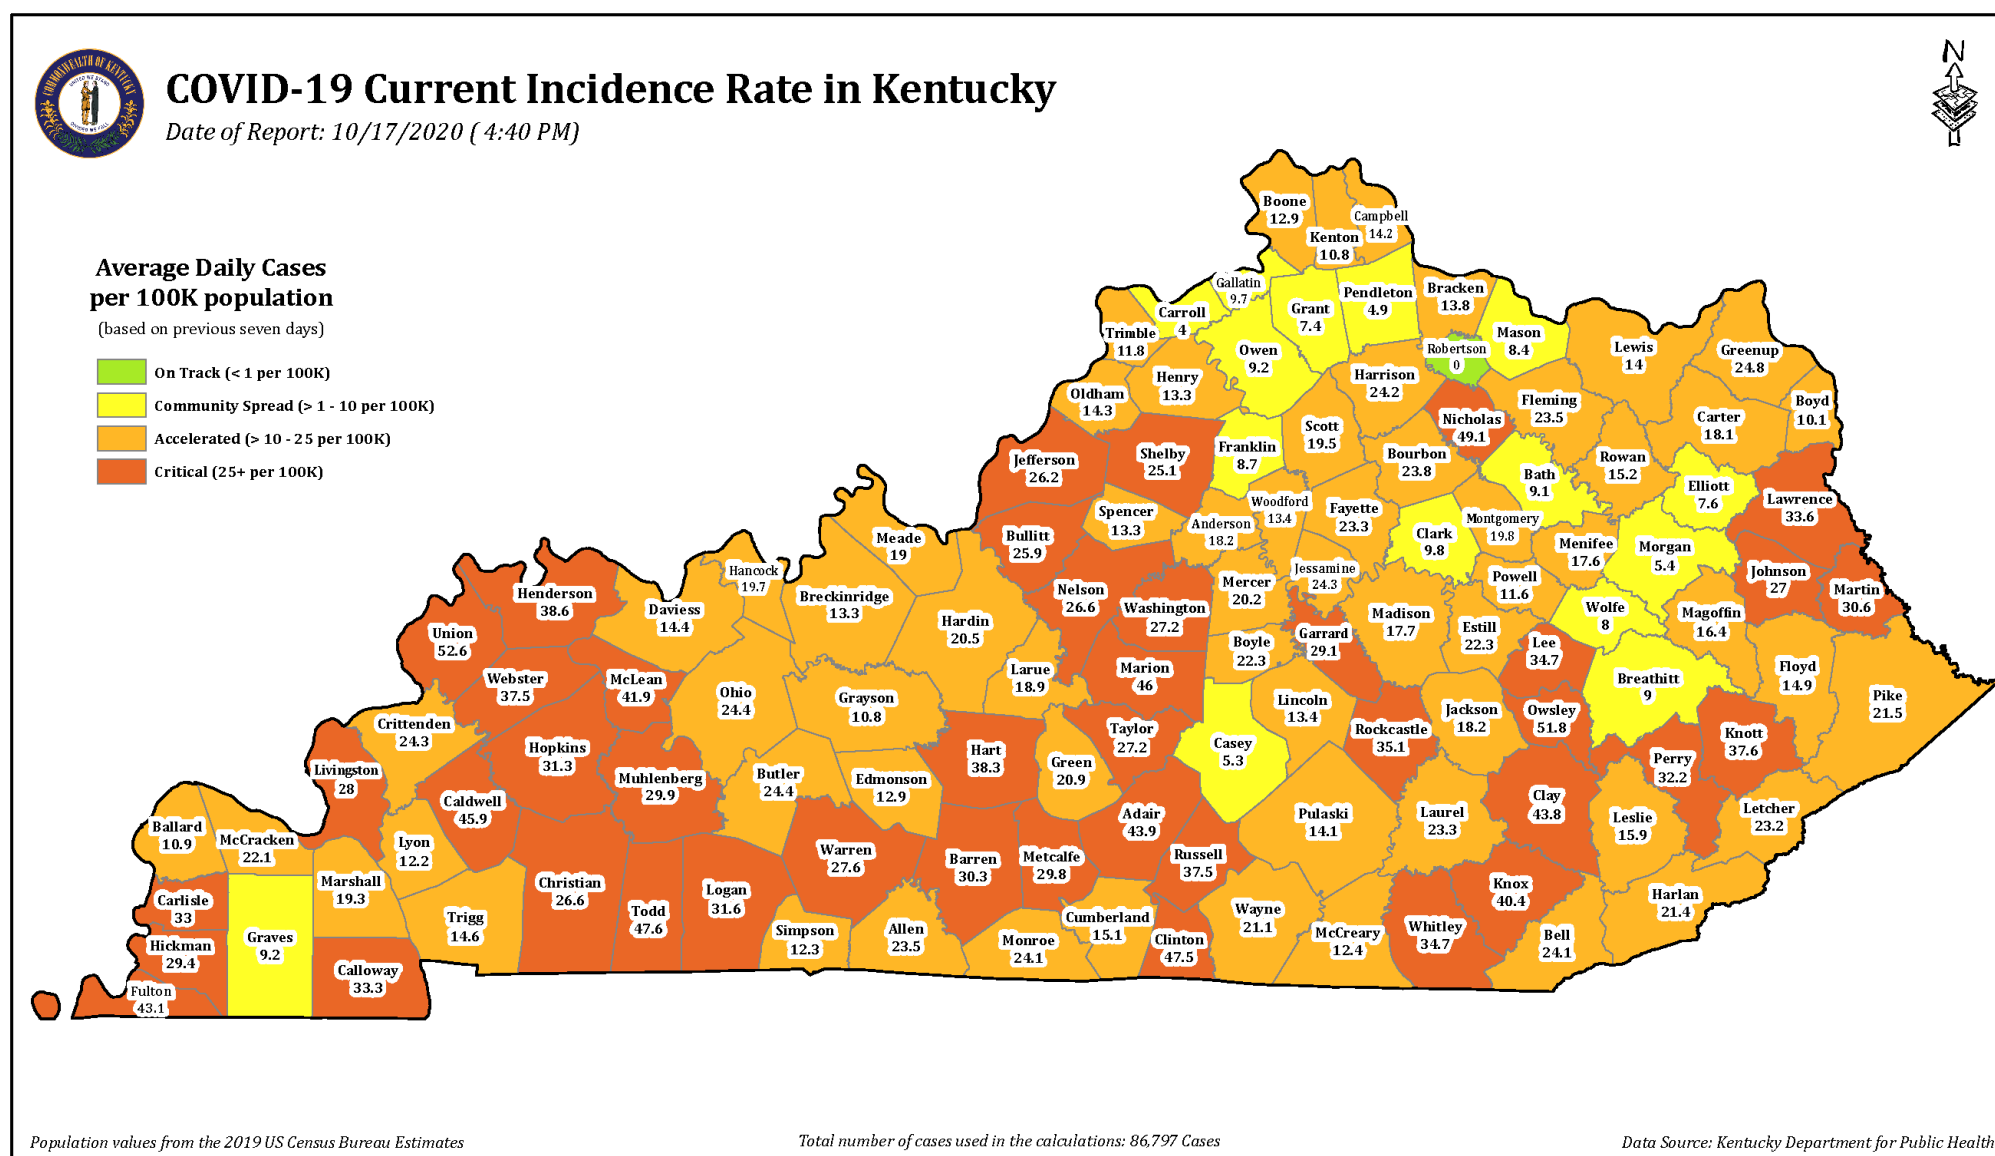 COMMONWEALTH OF KENTUCKY
UNITED WE STAND
DIVIDED WE FALL
COVID-19 Current Incidence Rate in Kentucky
Date of Report: 10/17/2020 ( 4:40 PM)
N
Average Daily Cases
per 100K population
(based on previous seven days)
On Track (< 1 per 100K)
Community Spread (> 1 - 10 per 100K)
Accelerated (> 10 - 25 per 100K)
Critical (25+ per 100K)
Boone
12.9
Kenton
10.8
Campbell
14.2
Gallatin
9.7
Carroll
4
Trimble
11.8
Grant
7.4
Pendleton
4.9
Bracken
13.8
Mason
8.4
Robertson
0
Lewis
14
Greenup
24.8
Owen
9.2
Henry
13.3
Oldham
14.3
Harrison
24.2
Nicholas
49.1
Fleming
23.5
Carter
18.1
Boyd
10.1
Jefferson
26.2
Shelby
25.1
Franklin
8.7
Scott
19.5
Bourbon
23.8
Bath
9.1
Rowan
15.2
Elliott
7.6
Lawrence
33.6
Bullitt
25.9
Spencer
13.3
Anderson
18.2
Woodford
13.4
Fayette
23.3
Clark
9.8
Montgomery
19.8
Menifee
17.6
Morgan
5.4
Johnson
27
Martin
30.6
Meade
19
Hancock
19.7
Breckinridge
13.3
Hardin
20.5
Nelson
26.6
Washington
27.2
Mercer
20.2
Jessamine
24.3
Madison
17.7
Powell
11.6
Estill
22.3
Wolfe
8
Magoffin
16.4
Henderson
38.6
Daviess
14.4
Union
52.6
Webster
37.5
McLean
41.9
Ohio
24.4
Grayson
10.8
Larue
18.9
Marion
46
Boyle
22.3
Garrard
29.1
Lee
34.7
Breathitt
9
Floyd
14.9
Pike
21.5
Crittenden
24.3
Hopkins
31.3
Muhlenberg
29.9
Butler
24.4
Edmonson
12.9
Hart
38.3
Green
20.9
Taylor
27.2
Casey
5.3
Lincoln
13.4
Rockcastle
35.1
Jackson
18.2
Owsley
51.8
Perry
32.2
Knott
37.6
Livingston
28
Caldwell
45.9
Ballard
10.9
McCracken
22.1
Lyon
12.2
Warren
27.6
Barren
30.3
Metcalfe
29.8
Adair
43.9
Russell
37.5
Pulaski
14.1
Laurel
23.3
Clay
43.8
Leslie
15.9
Letcher
23.2
Carlisle
33
Marshall
19.3
Christian
26.6
Todd
47.6
Logan
31.6
Trigg
14.6
Simpson
12.3
Allen
23.5
Monroe
24.1
Cumberland
15.1
Clinton
47.5
Wayne
21.1
McCreary
12.4
Whitley
34.7
Knox
40.4
Bell
24.1
Harlan
21.4
Hickman
29.4
Graves
9.2
Calloway
33.3
Fulton
43.1
Population values from the 2019 US Census Bureau Estimates
Total number of cases used in the calculations: 86,797 Cases
Data Source: Kentucky Department for Public Health